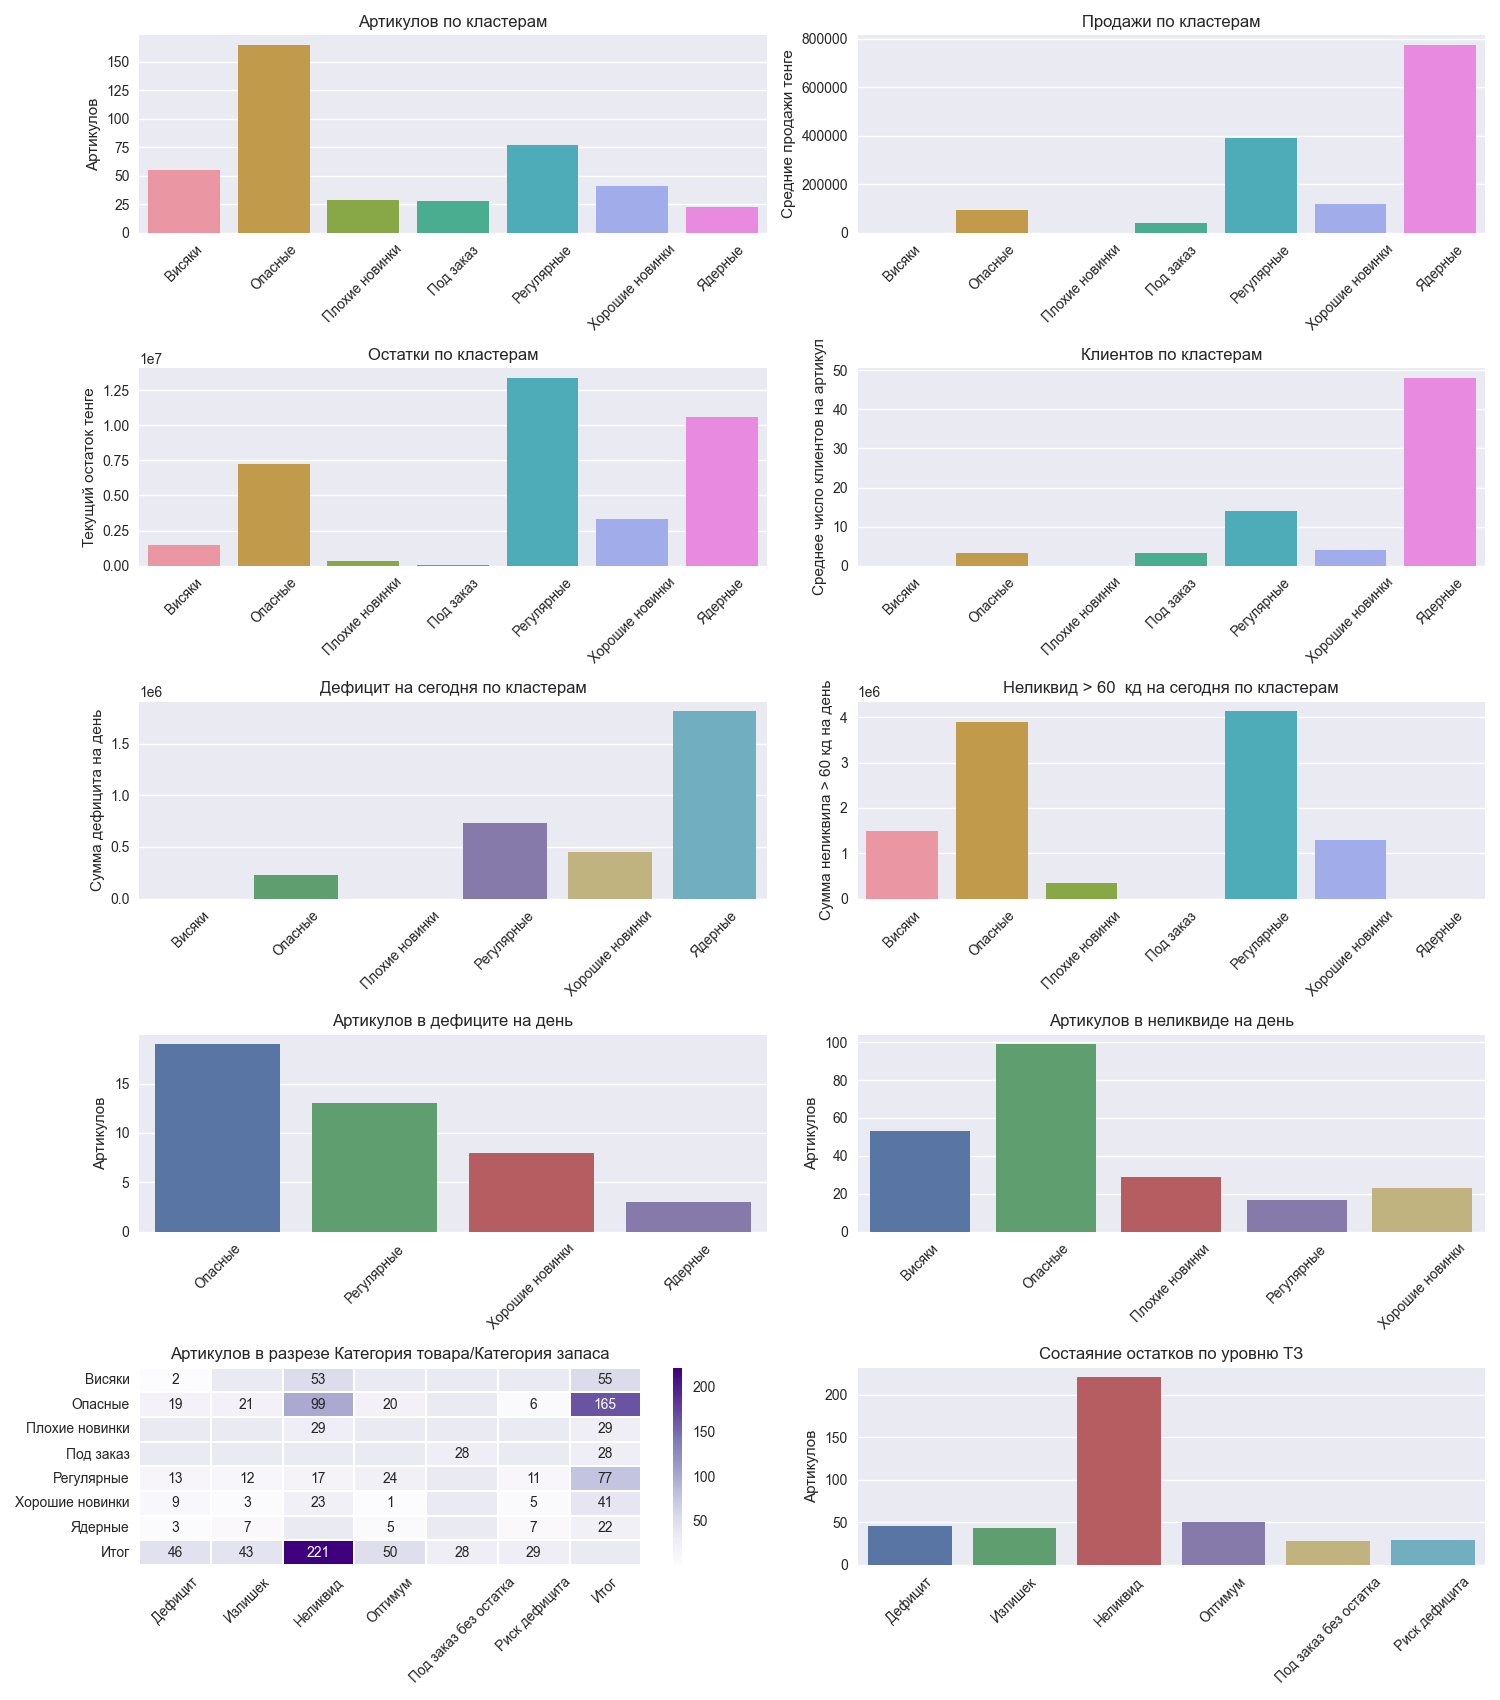 Артикулов по кластерам
Артикулов
150
125
100
75
50
25
0
Висяки
Опасные
Плохие новинки
Под заказ
Регулярные
Хорошие новинки
Ядерные
Продажи по кластерам
Средние продажи тенге
800000
600000
400000
200000
0
Висяки
Опасные
Плохие новинки
Под заказ
Регулярные
Хорошие новинки
Ядерные
Остатки по кластерам
1e7
Текущий остаток тенге
1.25
1.00
0.75
0.50
0.25
0.00
Висяки
Опасные
Плохие новинки
Под заказ
Регулярные
Хорошие новинки
Ядерные
Клиентов по кластерам
Среднее число клиентов на артикул
50
40
30
20
10
0
Висяки
Опасные
Плохие новинки
Под заказ
Регулярные
Хорошие новинки
Ядерные
Дефицит на сегодня по кластерам
1e6
Сумма дефицита на день
1.5
1.0
0.5
0.0
Висяки
Опасные
Плохие новинки
Регулярные
Хорошие новинки
Ядерные
Неликвид > 60  кд на сегодня по кластерам
1e6
Сумма неликвила > 60 кд на день
4
3
2
1
0
Висяки
Опасные
Плохие новинки
Под заказ
Регулярные
Хорошие новинки
Ядерные
Артикулов в дефиците на день
Артикулов
15
10
5
0
Опасные
Регулярные
Хорошие новинки
Ядерные
Артикулов в неликвиде на день
Артикулов
100
80
60
40
20
0
Висяки
Опасные
Плохие новинки
Регулярные
Хорошие новинки
Артикулов в разрезе Категория товара/Категория запаса
Висяки 2 53 55
Опасные 19 21 99 20 6 165
Плохие новинки 29 29
Под заказ 28 28
Регулярные 13 12 17 24 11 77
Хорошие новинки 9 3 23 1 5 41
Ядерные 3 7 5 7 22
Итог 46 43 221 50 28 29
Дефицит
Излишек
Неликвид
Оптимум
Под заказ без остатка
Риск дефицита
Итог
200
150
100
50
Состаяние остатков по уровню ТЗ
Артикулов
200
150
100
50
0
Дефицит
Излишек
Неликвид
Оптимум
Под заказ без остатка
Риск дефицита